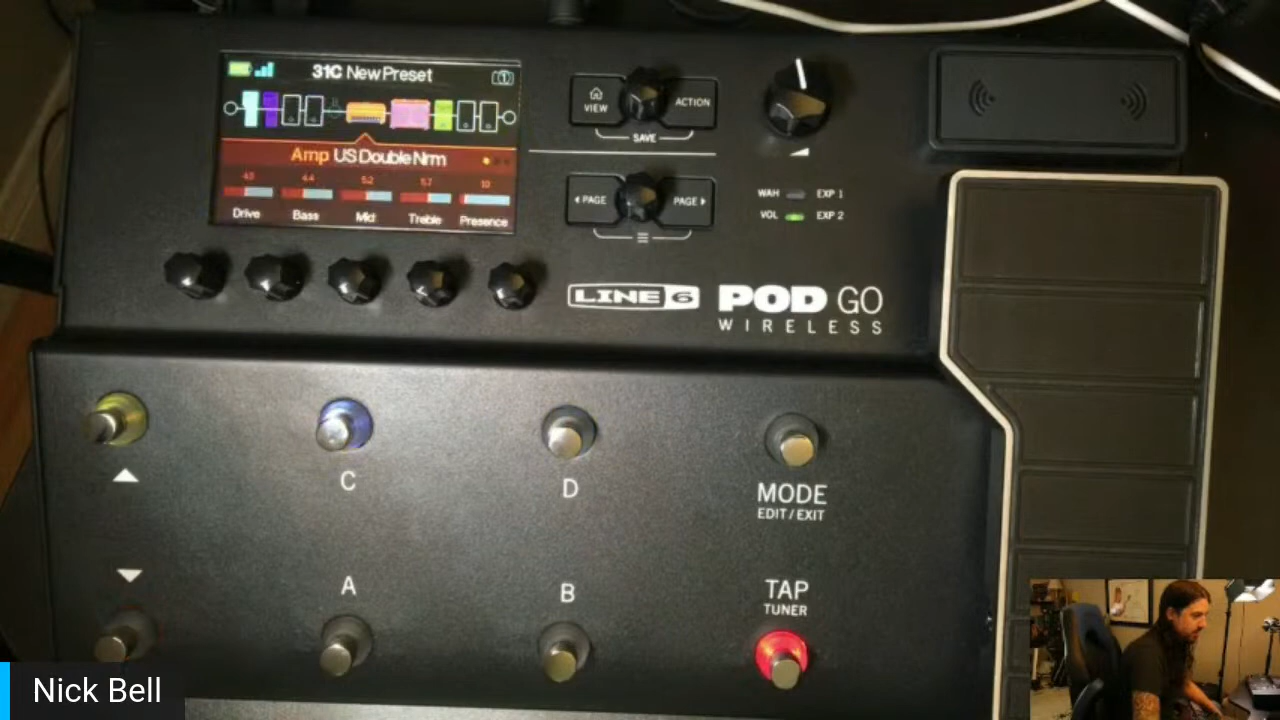 31C New Preset
1
Amp US Double Nrm
4.5 4.4 5.2 5.7 10
Drive Bass Mid Treble Presence
VIEW
ACTION
SAVE
PAGE
PAGE
WAH EXP 1
VOL EXP 2
LINE 6 POD GO
WIRELESS
C
D
MODE
EDIT/EXIT
A
B
TAP
TUNER
Nick Bell